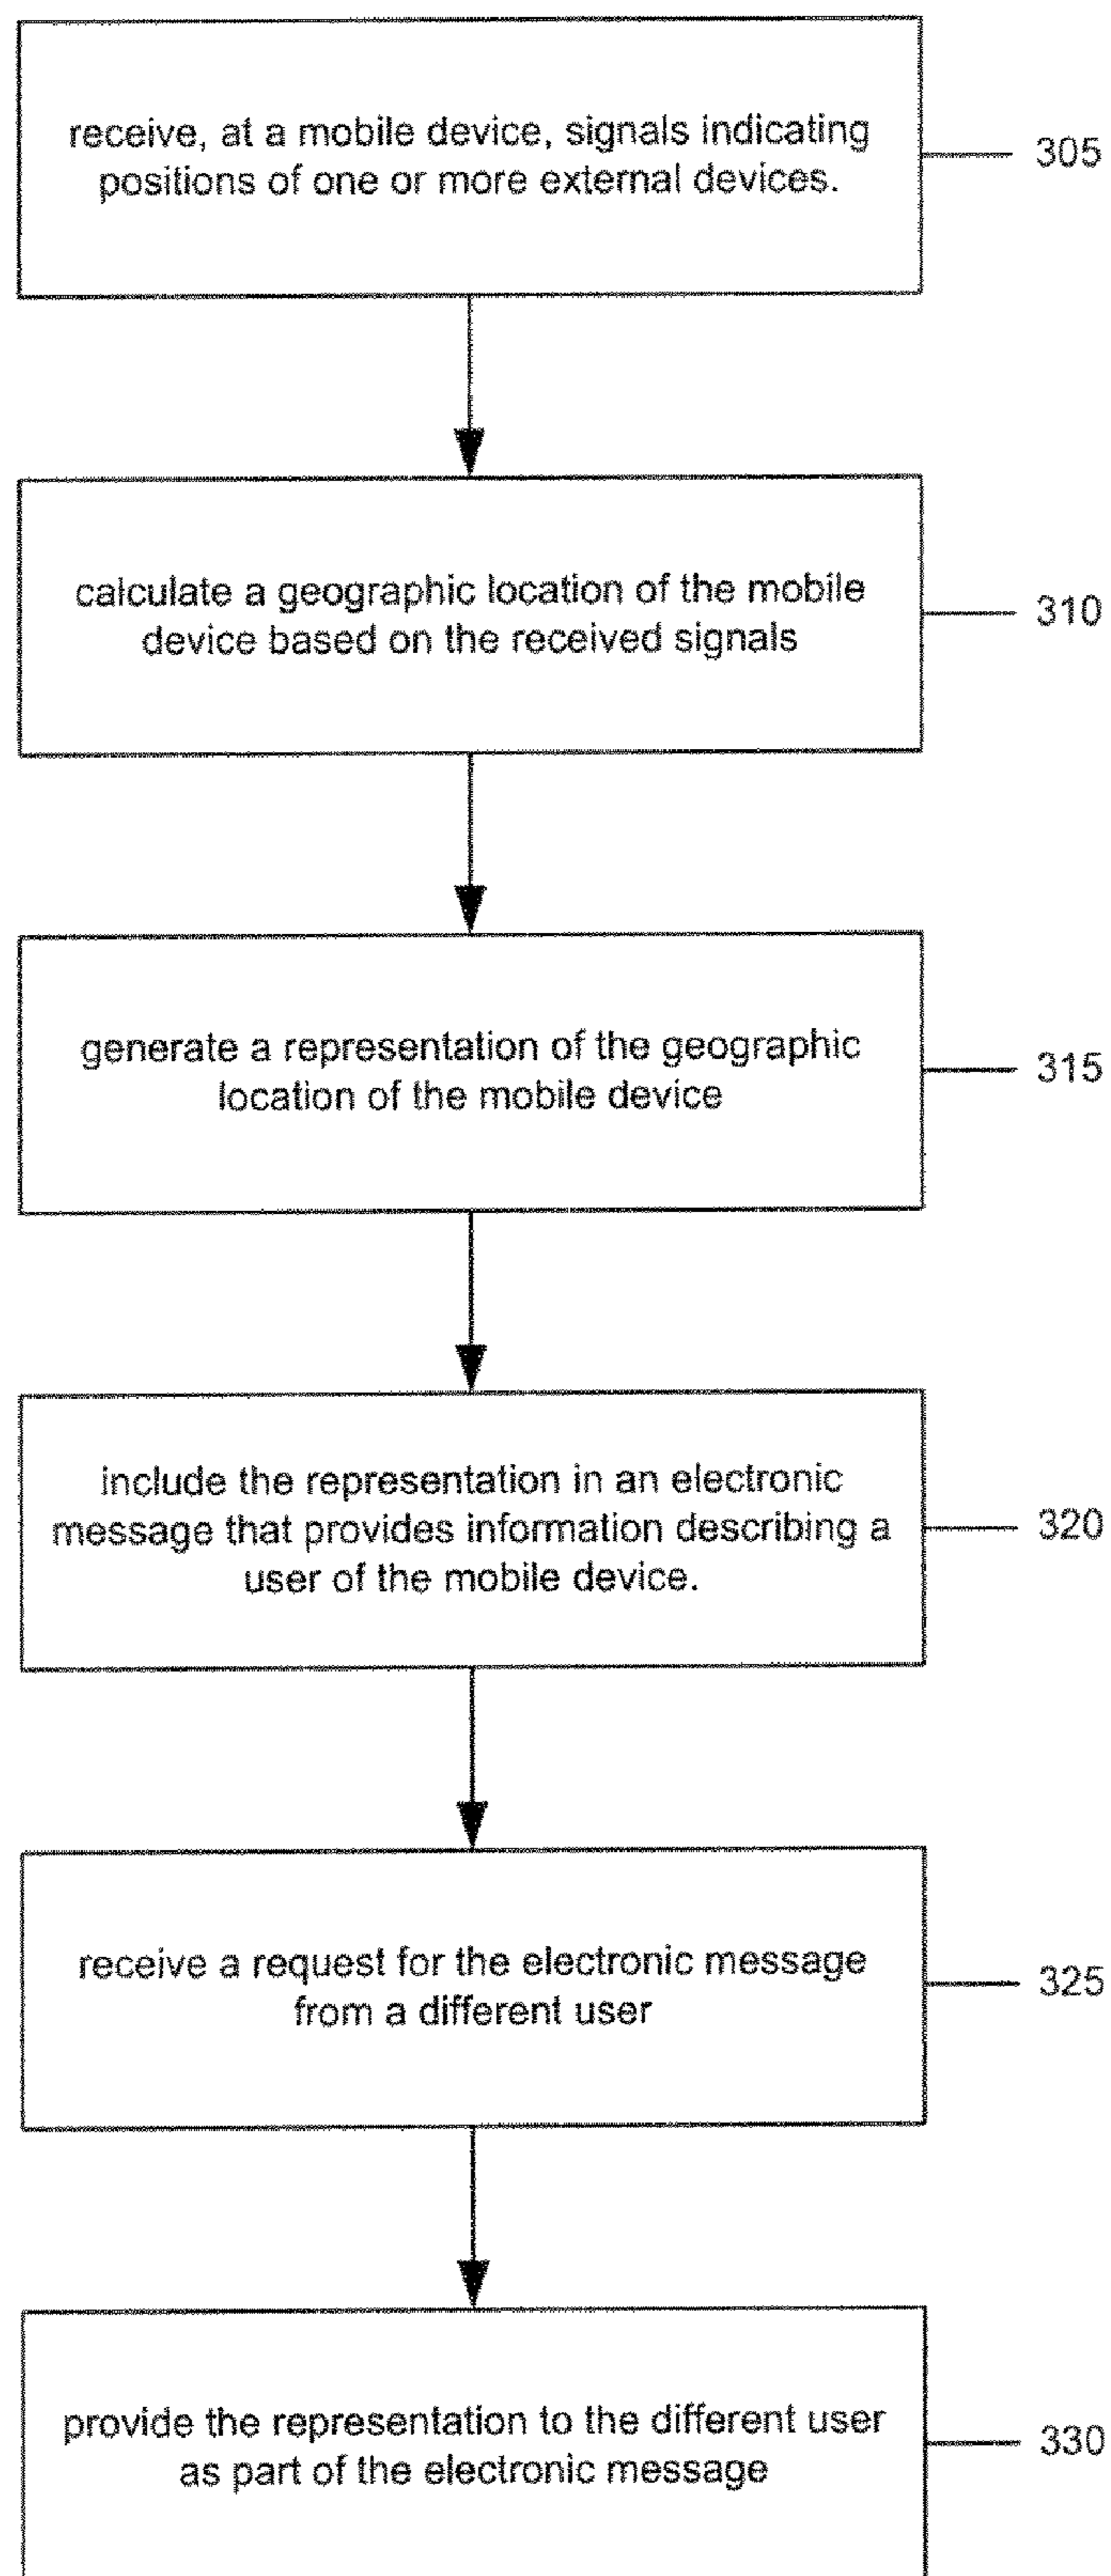 receive, at a mobile device, signals indicating
positions of one or more external devices.
305
calculate a geographic location of the mobile
device based on the received signals
310
generate a representation of the geographic
location of the mobile device
315
include the representation in an electronic
message that provides information describing a
user of the mobile device.
320
receive a request for the electronic message
from a different user
325
provide the representation to the different user
as part of the electronic message
330